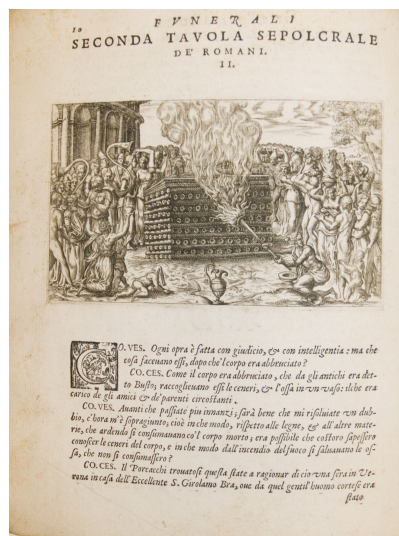 10
FVNERALI
SECONDA TAVOLA SEPOLCRALE
DE' ROMANI.
II.
CO. VES. Ogni opra è fatta con giudicio, & con intelligentia: ma che
cosa faceuano essi, dopo che'l corpo era abbruciato?
CO. CES. Come il corpo era abbruciato, che da gli antichi era det-
to Busto; raccoglieuano essi le ceneri, & l'ossa in un uaso: ilche era
carico de gli amici & de' parenti circostanti.
CO. VES. Auanti che passiate piu innanzi; sarà bene che mi risoluiate vn dub-
bio, c'hora m'è sopragiunto, cioè in che modo, rispetto alle legne, & all'altre mate-
rie, che ardendo si consumauano co'l corpo morto; era possibile che costoro sapessero
conoscer le ceneri del corpo, e in che modo dall'incendio del fuoco si saluauano le os-
sa, che non si consumassero?
CO. CES. Il Porcacchi trouatosi questa state a ragionar di ciò vna sera in Ve-
rona in casa dell'Eccellente S. Girolamo Bra, oue da quel gentil'huomo cortese era
stato